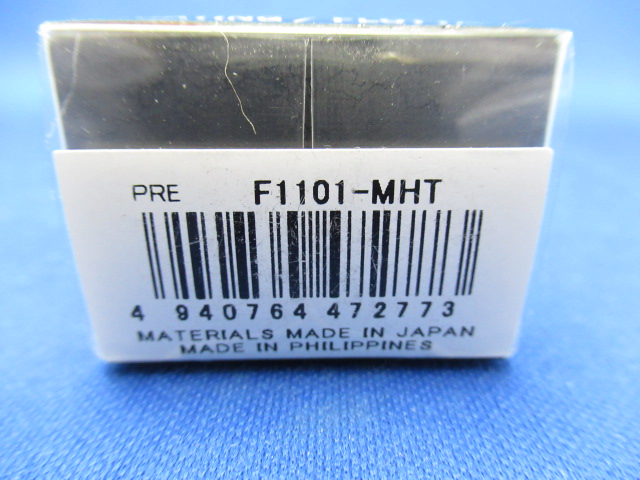 PRE F1101-MHT
4 940764 472773
MATERIALS MADE IN JAPAN
MADE IN PHILIPPINES